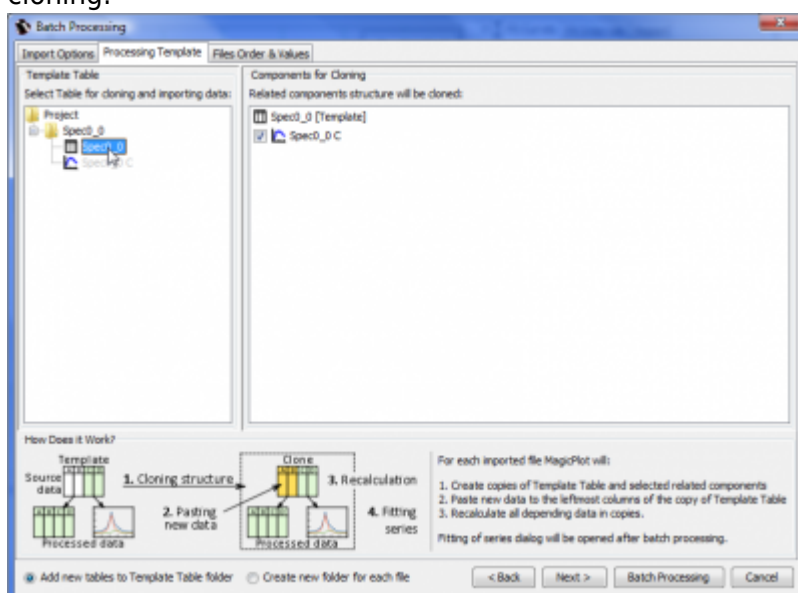 cloning.
Batch Processing
Import Options Processing Template Files Order & Values
Template Table
Select Table for cloning and importing data:
Project
Spec0_0
Spec0_0
Spec0_0 C
Components for Cloning
Related components structure will be cloned:
Spec0_0 [Template]
Spec0_0 C
How Does it Work?
Template
Source
data
Processed data
1. Cloning structure
2. Pasting
new data
Clone
Processed data
3. Recalculation
4. Fitting
series
For each imported file MagicPlot will:
1. Create copies of Template Table and selected related components
2. Paste new data to the leftmost columns of the copy of Template Table
3. Recalculate all depending data in copies.
Fitting of series dialog will be opened after batch processing.
Add new tables to Template Table folder Create new folder for each file < Back Next > Batch Processing Cancel